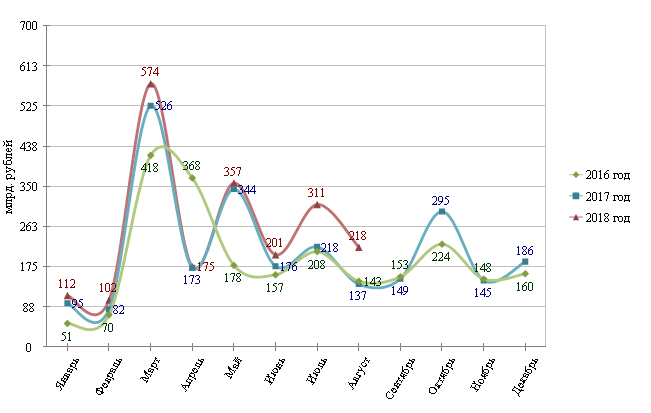 700
613
525
438
350
263
175
88
0
млрд. рублей
574
526
418
368
357
344
311
295
218
201
218
224
208
175
173
178
176
157
143
137
153
149
148
145
186
160
112
95
51
102
82
70
Январь
Февраль
Март
Апрель
Май
Июнь
Июль
Август
Сентябрь
Октябрь
Ноябрь
Декабрь
2016 год
2017 год
2018 год